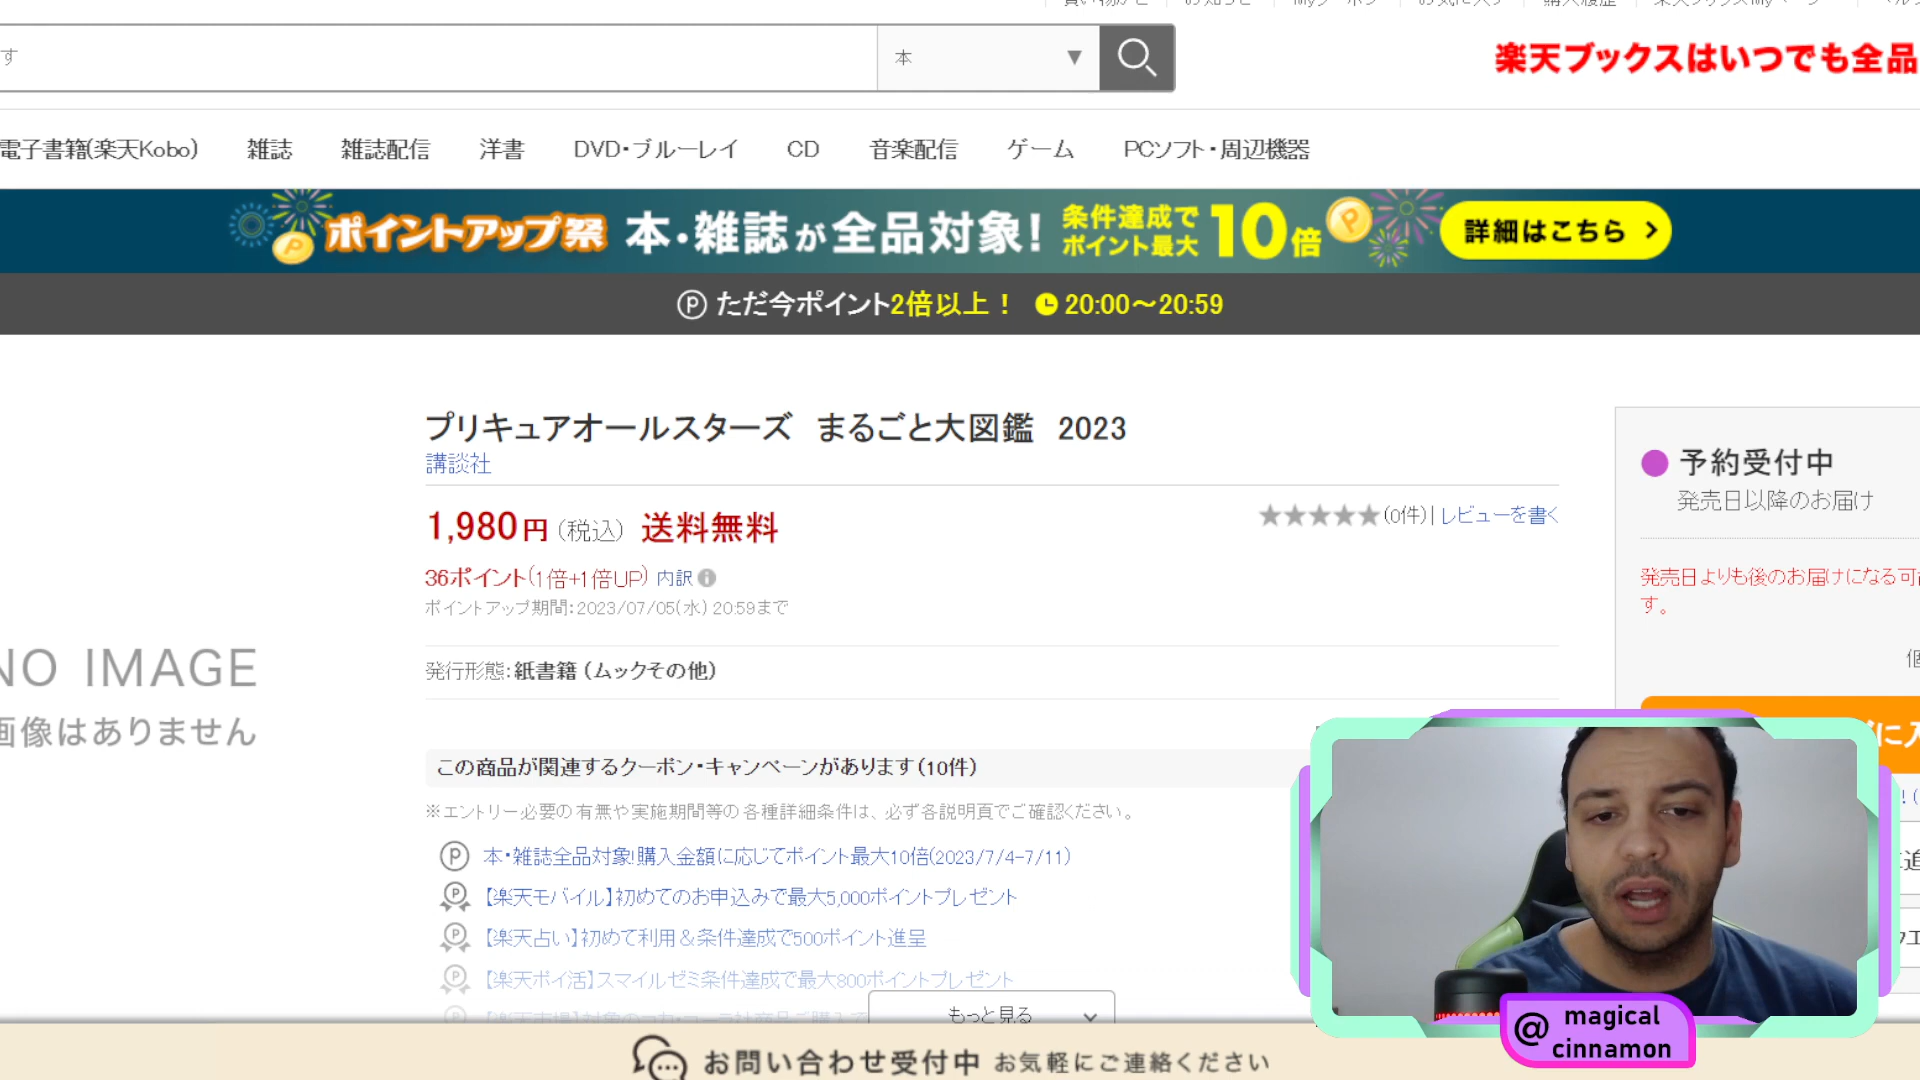 す
本
楽天ブックスはいつでも全品
電子書籍(楽天Kobo)
雑誌
雑誌配信
洋書
DVD・ブルーレイ
CD
音楽配信
ゲーム
PCソフト・周辺機器
ポイントアップ祭 本・雑誌が全品対象! 条件達成で ポイント最大 10倍 詳細はこちら
ただ今ポイント2倍以上! 20:00〜20:59
プリキュアオールスターズ まるごと大図鑑 2023
講談社
1,980円 (税込) 送料無料
(0件) | レビューを書く
36ポイント(1倍+1倍UP) 内訳
ポイントアップ期間:2023/07/05(水) 20:59まで
発行形態:紙書籍 (ムックその他)
NO IMAGE
画像はありません
予約受付中
発売日以降のお届け
発売日よりも後のお届けになる可
す。
個
に入
この商品が関連するクーポン・キャンペーンがあります(10件)
※エントリー必要の有無や実施期間等の各種詳細条件は、必ず各説明頁でご確認ください。
本・雑誌全品対象!購入金額に応じてポイント最大10倍(2023/7/4-7/11)
【楽天モバイル】初めてのお申込みで最大5,000ポイントプレゼント
【楽天占い】初めて利用&条件達成で500ポイント進呈
【楽天ポイ活】スマイルゼミ条件達成で最大800ポイントプレゼント
もっと見る
お問い合わせ受付中 お気軽にご連絡ください
@ magical
cinnamon